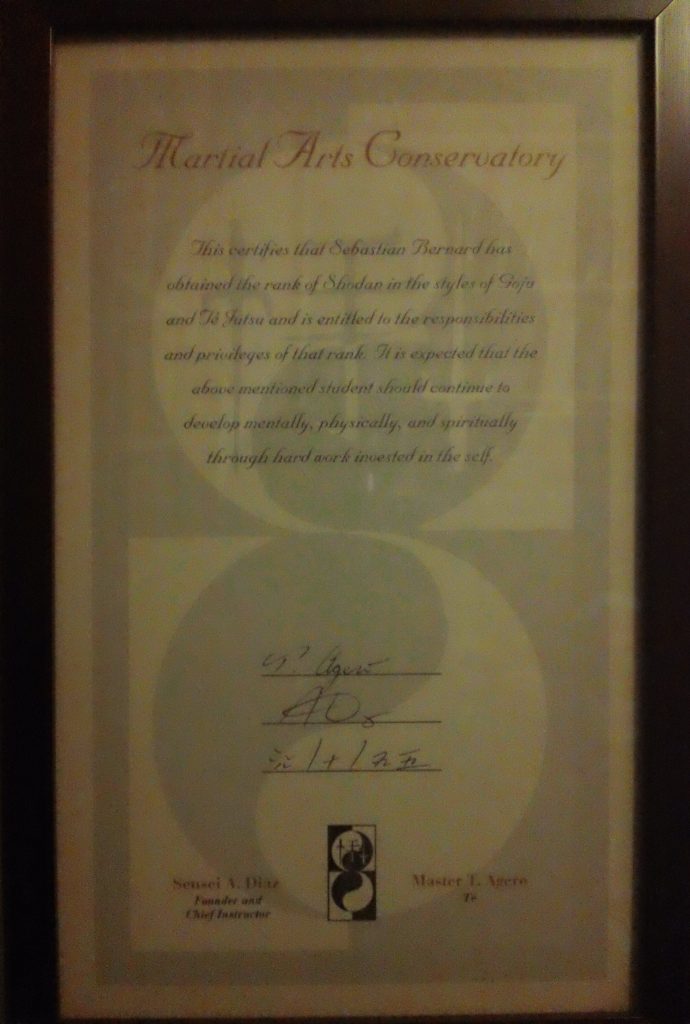 Martial Arts Conservatory
This certifies that Sebastian Bernard has
obtained the rank of Shodan in the styles of Goju
and Té Jutsu and is entitled to the responsibilities
and privileges of that rank. It is expected that the
above mentioned student should continue to
develop mentally, physically, and spiritually
through hard work invested in the self.
T. Agero
Sensei A. Diaz
Founder and
Chief Instructor
Master T. Agero
Té